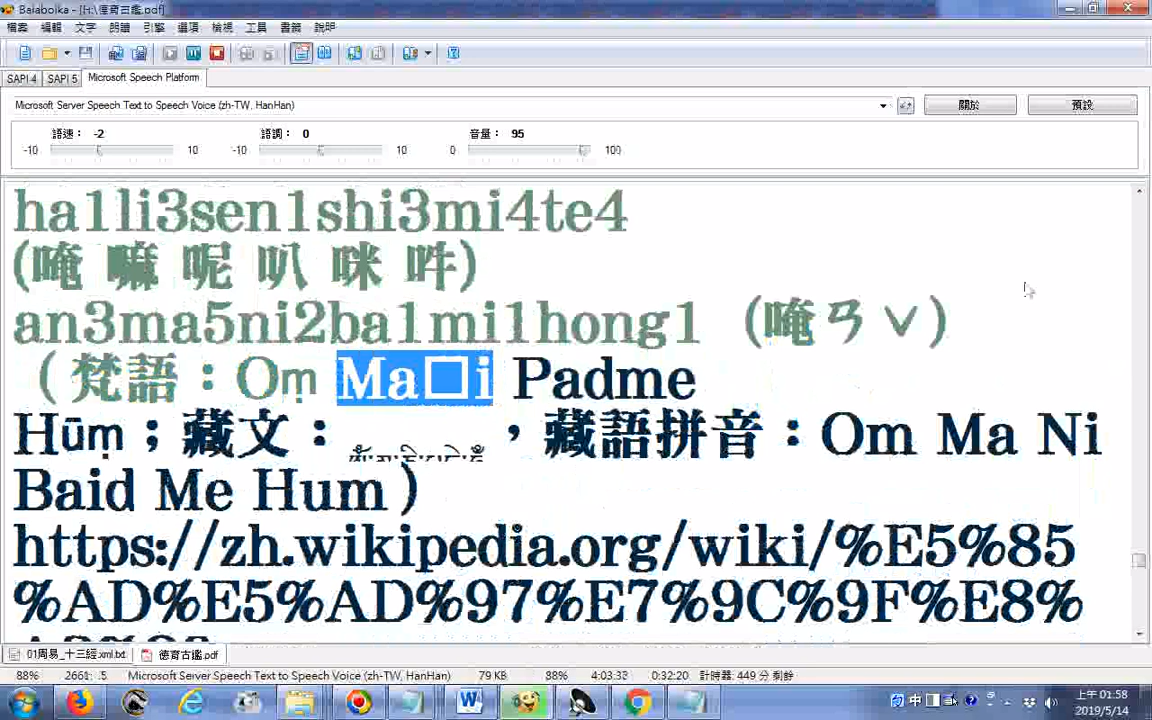 Balabolka - [H:\德育古鑑.pdf]
檔案 編輯 文字 朗讀 引擎 選項 檢視 工具 書籤 說明
SAPI 4 SAPI 5 Microsoft Speech Platform
Microsoft Server Speech Text to Speech Voice (zh-TW, HanHan) 關於 預設
語速： -2 語調： 0 音量： 95
-10 10 -10 10 0 100
ha1li3sen1shi3mi4te4
(唵 嘛 呢 叭 咪 吽)
an3ma5ni2ba1mi1hong1 (唵ㄢˇ)
（梵語：Om Ma□i Padme
Hūṃ；藏文： ，藏語拼音：Om Ma Ni
Baid Me Hum）
https://zh.wikipedia.org/wiki/%E5%85
%AD%E5%AD%97%E7%9C%9F%E8%
01周易_十三經.xml.txt 德育古鑑.pdf
88% 2661: 5 Microsoft Server Speech Text to Speech Voice (zh-TW, HanHan) 79 KB 88% 4:03:33 0:32:20 計時器: 449 分 剩餘
中 上午 01:58
2019/5/14